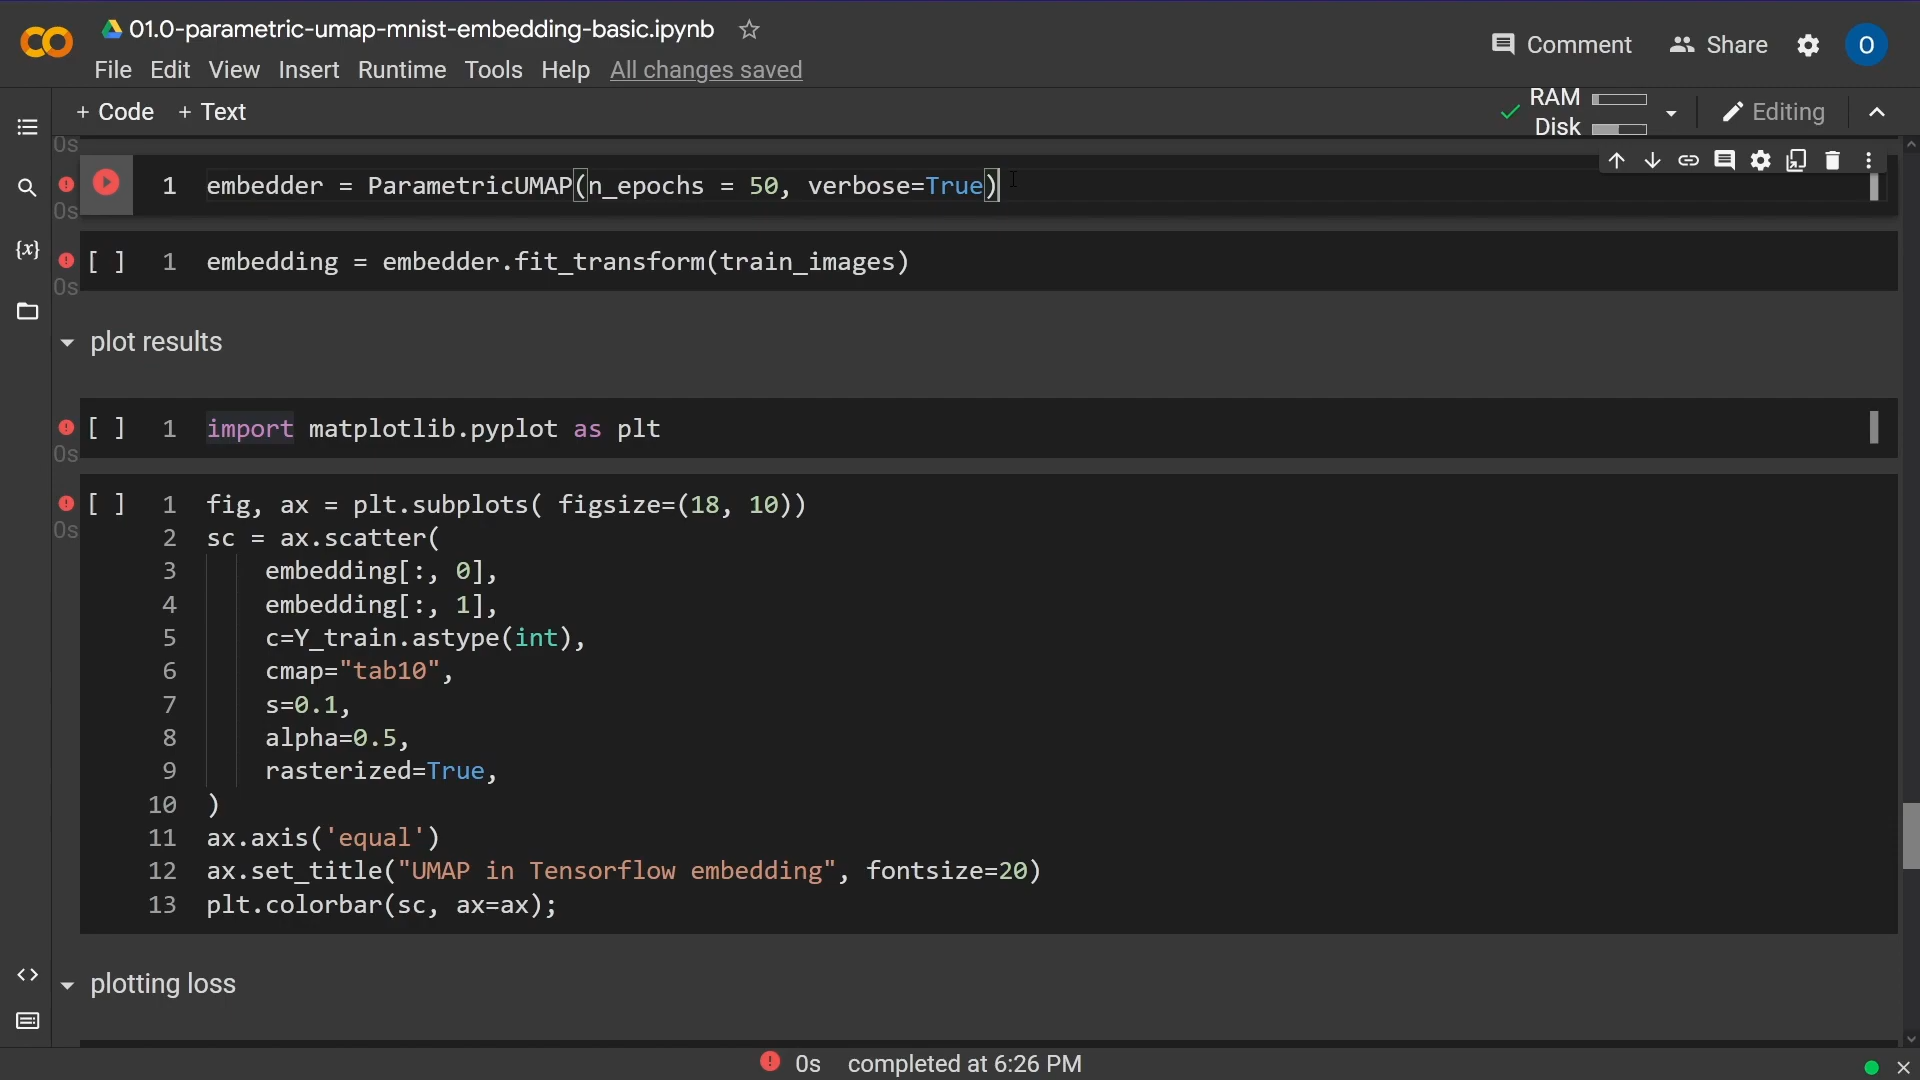 01.0-parametric-umap-mnist-embedding-basic.ipynb
Comment Share O
File Edit View Insert Runtime Tools Help All changes saved
+ Code + Text
RAM
Disk
Editing
0s
1 embedder = ParametricUMAP(n_epochs = 50, verbose=True)
0s
{x}
[ ] 1 embedding = embedder.fit_transform(train_images)
0s
plot results
[ ] 1 import matplotlib.pyplot as plt
0s
[ ] 1 fig, ax = plt.subplots( figsize=(18, 10))
0s
2 sc = ax.scatter(
3 embedding[:, 0],
4 embedding[:, 1],
5 c=Y_train.astype(int),
6 cmap="tab10",
7 s=0.1,
8 alpha=0.5,
9 rasterized=True,
10 )
11 ax.axis('equal')
12 ax.set_title("UMAP in Tensorflow embedding", fontsize=20)
13 plt.colorbar(sc, ax=ax);
plotting loss
0s completed at 6:26 PM